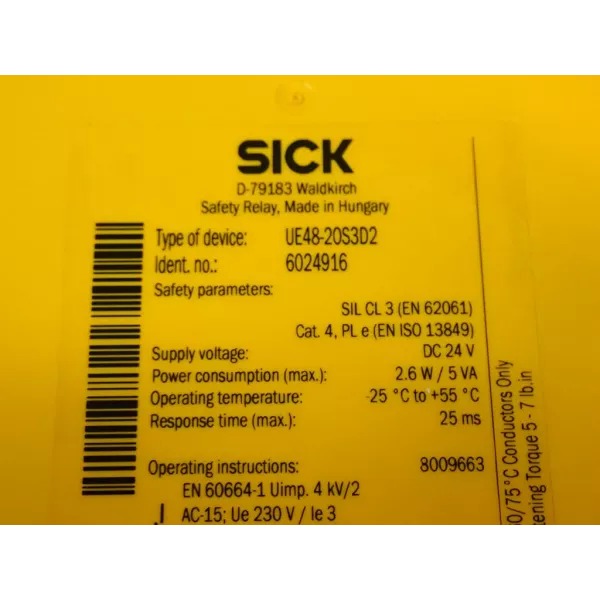 SICK
D-79183 Waldkirch
Safety Relay, Made in Hungary
Type of device: UE48-20S3D2
Ident. no.: 6024916
Safety parameters:
SIL CL 3 (EN 62061)
Cat. 4, PL e (EN ISO 13849)
Supply voltage: DC 24 V
Power consumption (max.): 2.6 W / 5 VA
Operating temperature: -25 °C to +55 °C
Response time (max.): 25 ms
Operating instructions: 8009663
EN 60664-1 Uimp. 4 kV/2
AC-15; Ue 230 V / Ie 3
/75°C Conductors Only
tening Torque 5 - 7 lb.in